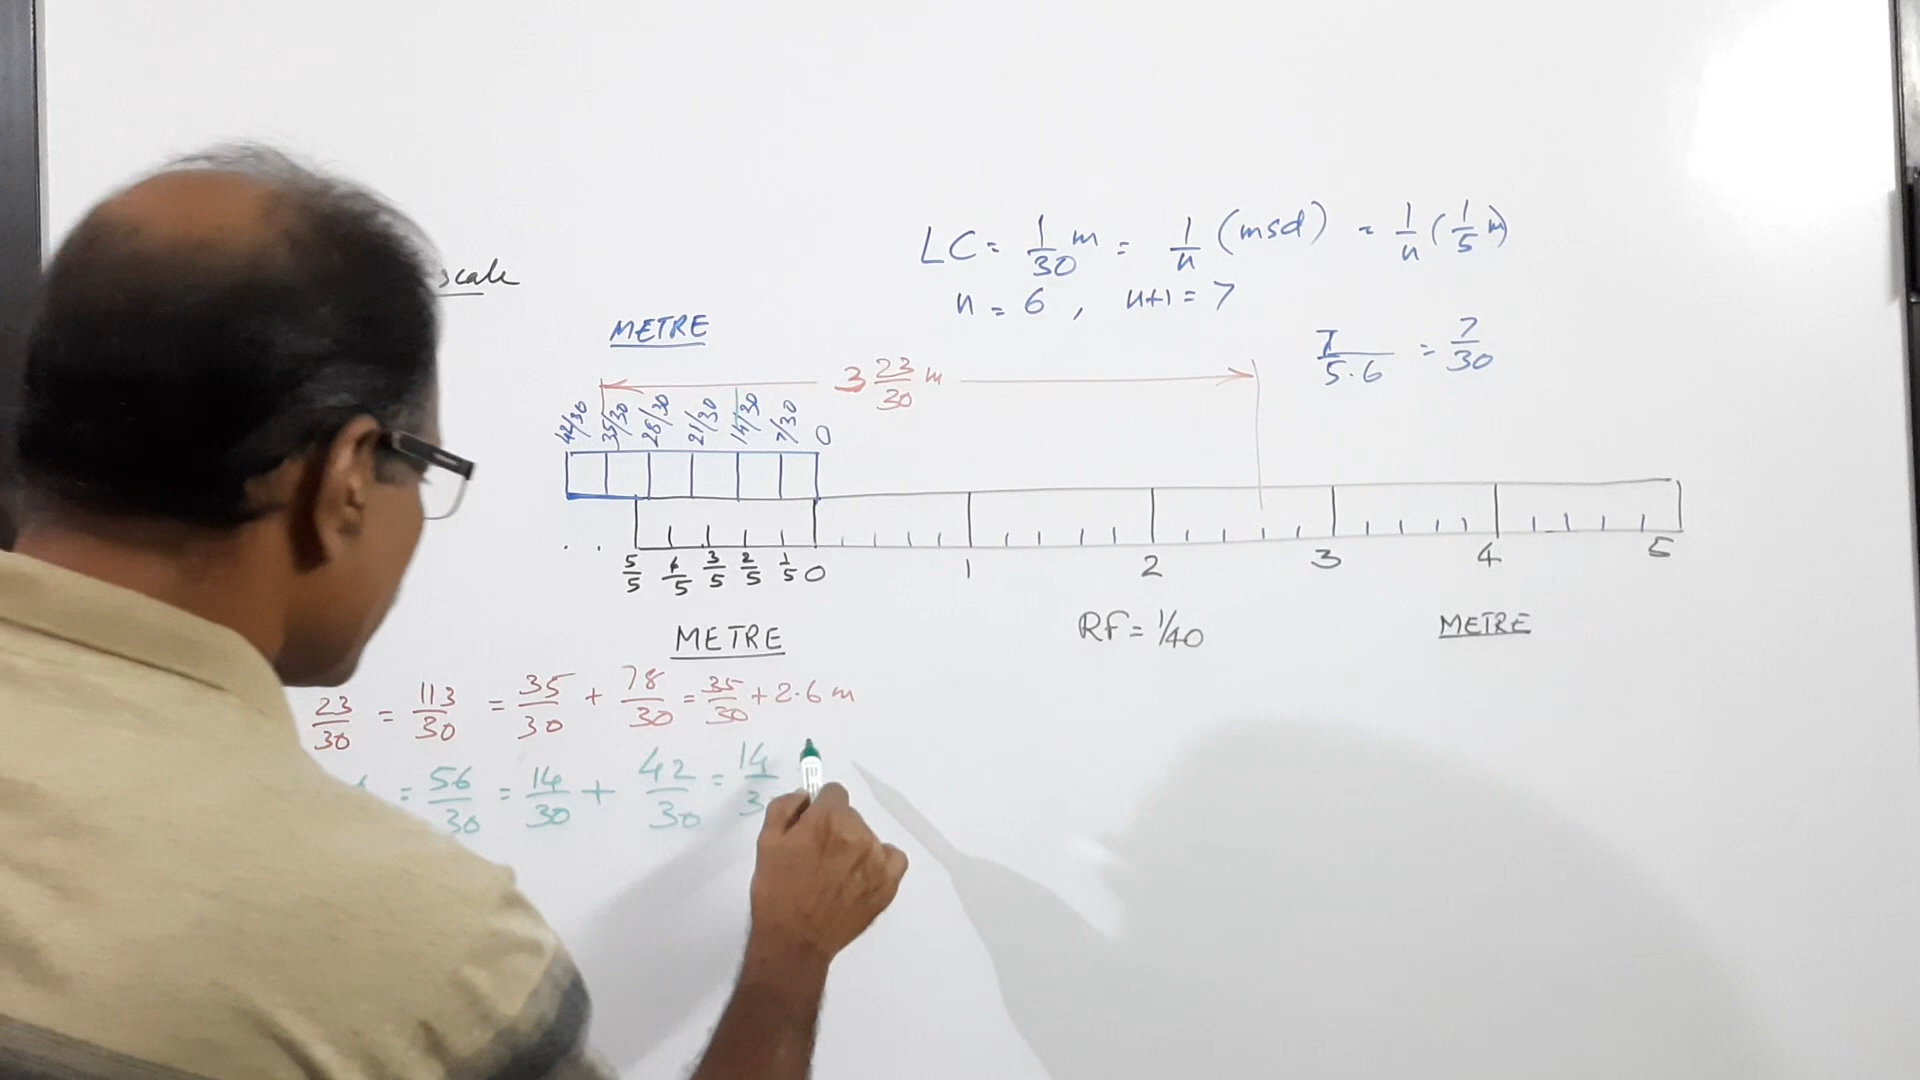 scale
LC = 1/30 m = 1/n (msd) = 1/n (1/5 m)
n = 6 , n+1 = 7
METRE
7/5.6 = 7/30
3 23/30 m
42/30 35/30 28/30 21/30 14/30 7/30 0
5/5 4/5 3/5 2/5 1/5 0 1 2 3 4 5
METRE RF = 1/40 METRE
23/30 = 113/30 = 35/30 + 78/30 = 35/30 + 2.6 m
= 56/30 = 14/30 + 42/30 = 14/3